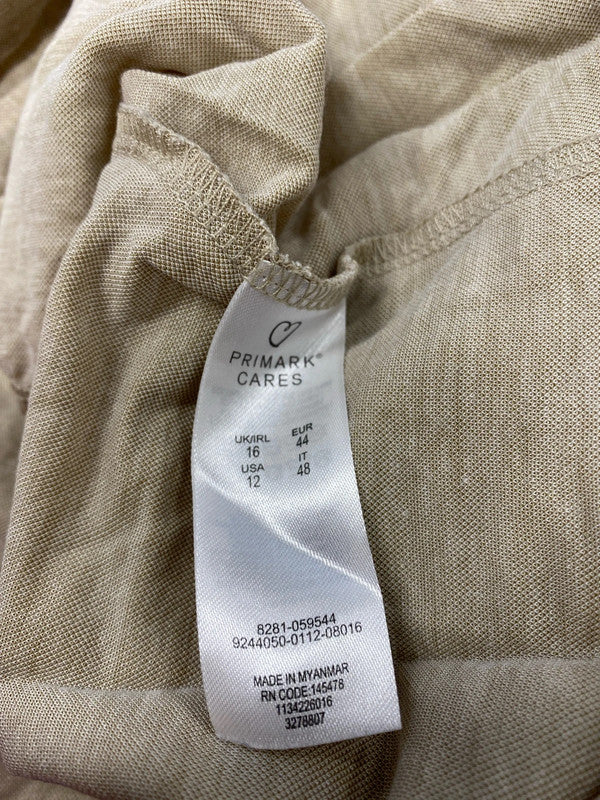 PRIMARK®
CARES
UK/IRL EUR
16 44
USA IT
12 48
8281-059544
9244050-0112-08016
MADE IN MYANMAR
RN CODE:145478
1134226016
3278807